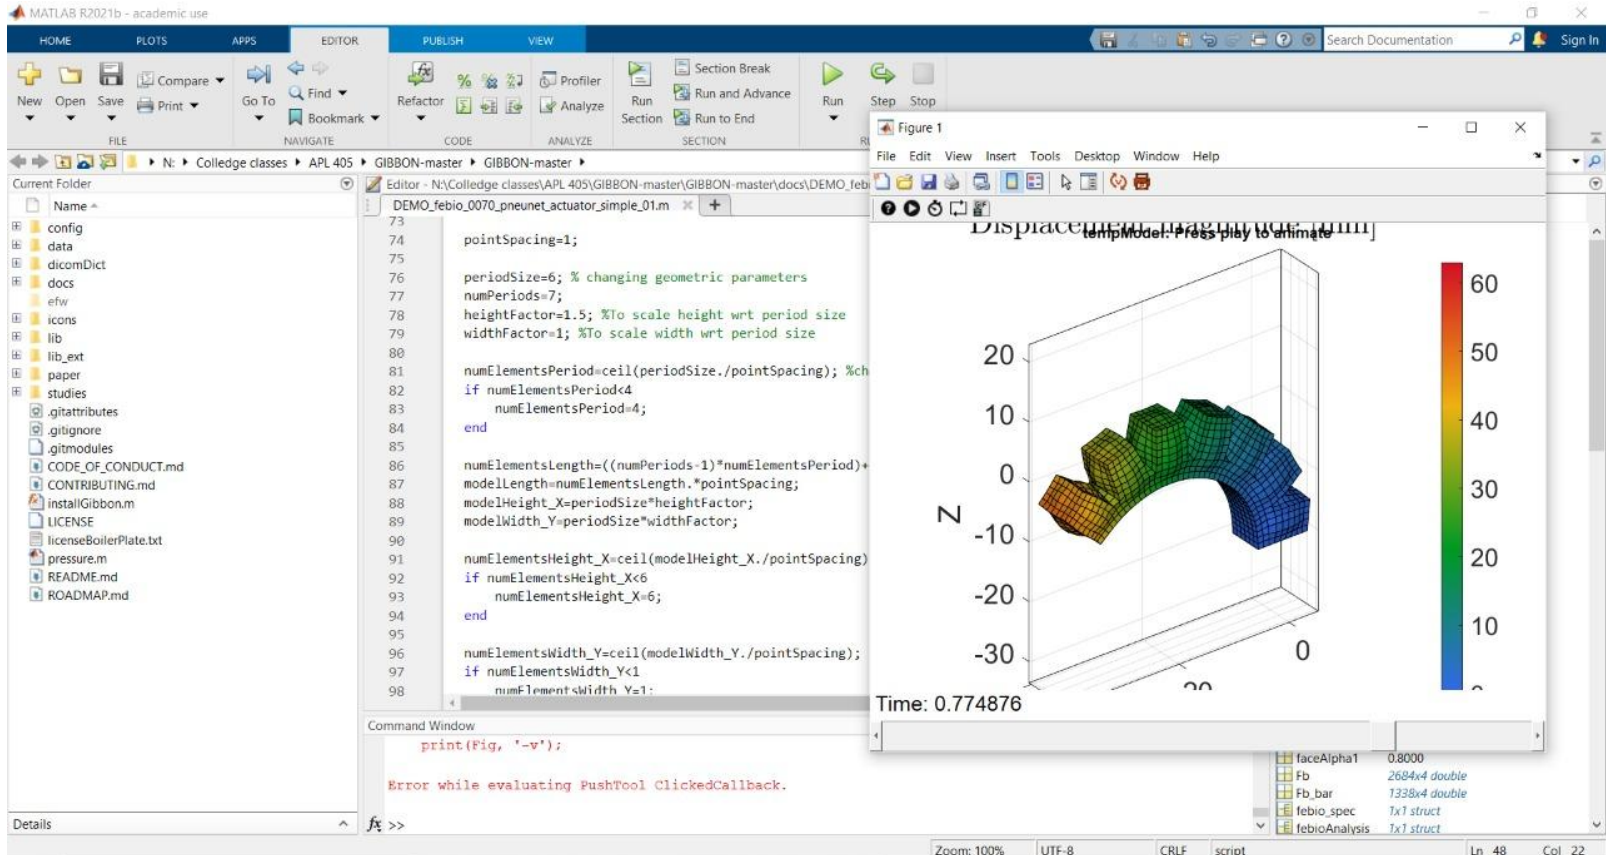 MATLAB R2021b - academic use
HOME PLOTS APPS EDITOR PUBLISH VIEW Search Documentation Sign In
New Open Save Compare Print Go To Find Bookmark Refactor Profiler Analyze Run Section Section Break Run and Advance Run to End Run Step Stop
FILE NAVIGATE CODE ANALYZE SECTION
N: Colledge classes APL 405 GIBBON-master GIBBON-master
Current Folder
Name
config
data
dicomDict
docs
efw
icons
lib
lib_ext
paper
studies
.gitattributes
.gitignore
.gitmodules
CODE_OF_CONDUCT.md
CONTRIBUTING.md
installGibbon.m
LICENSE
licenseBoilerPlate.txt
pressure.m
README.md
ROADMAP.md
Details
Editor - N:\Colledge classes\APL 405\GIBBON-master\GIBBON-master\docs\DEMO_feb
DEMO_febio_0070_pneunet_actuator_simple_01.m
73
74 pointSpacing=1;
75
76 periodSize=6; % changing geometric parameters
77 numPeriods=7;
78 heightFactor=1.5; %To scale height wrt period size
79 widthFactor=1; %To scale width wrt period size
80
81 numElementsPeriod=ceil(periodSize./pointSpacing); %ch
82 if numElementsPeriod<4
83 numElementsPeriod=4;
84 end
85
86 numElementsLength=((numPeriods-1)*numElementsPeriod)+
87 modelLength=numElementsLength.*pointSpacing;
88 modelHeight_X=periodSize*heightFactor;
89 modelWidth_Y=periodSize*widthFactor;
90
91 numElementsHeight_X=ceil(modelHeight_X./pointSpacing)
92 if numElementsHeight_X<6
93 numElementsHeight_X=6;
94 end
95
96 numElementsWidth_Y=ceil(modelWidth_Y./pointSpacing);
97 if numElementsWidth_Y<1
98 numElementsWidth_Y=1;
Command Window
print(Fig, '-v');
Error while evaluating PushTool ClickedCallback.
fx >>
Figure 1
File Edit View Insert Tools Desktop Window Help
Displacement magnitude [mm]
tempModel: Press play to animate
20
10
0
-10
-20
-30
Z
0
20
60
50
40
30
20
10
0
Time: 0.774876
faceAlpha1 0.8000
Fb 2684x4 double
Fb_bar 1338x4 double
febio_spec 1x1 struct
febioAnalysis 1x1 struct
Zoom: 100% UTF-8 CRLF script Ln 48 Col 22